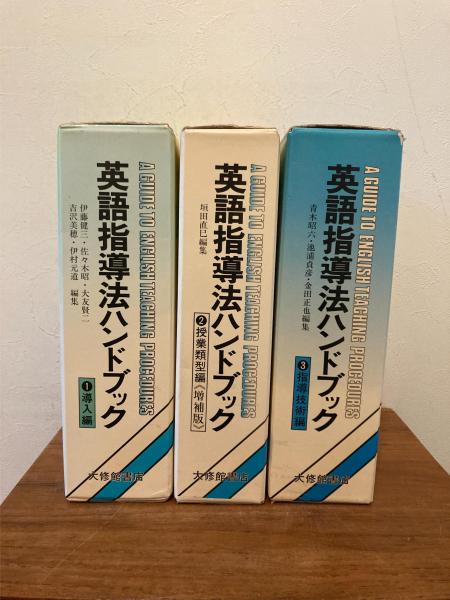 英語指導法ハンドブック
A GUIDE TO ENGLISH TEACHING PROCEDURES
伊藤健三・佐々木昭・大友賢二
吉沢美穂・伊村元道 編集
1導入編
大修館書店
英語指導法ハンドブック
A GUIDE TO ENGLISH TEACHING PROCEDURES
垣田直巳編集
2授業類型編《増補版》
大修館書店
英語指導法ハンドブック
A GUIDE TO ENGLISH TEACHING PROCEDURES
青木昭六・池浦貞彦・金田正也編集
3指導技術編
大修館書店